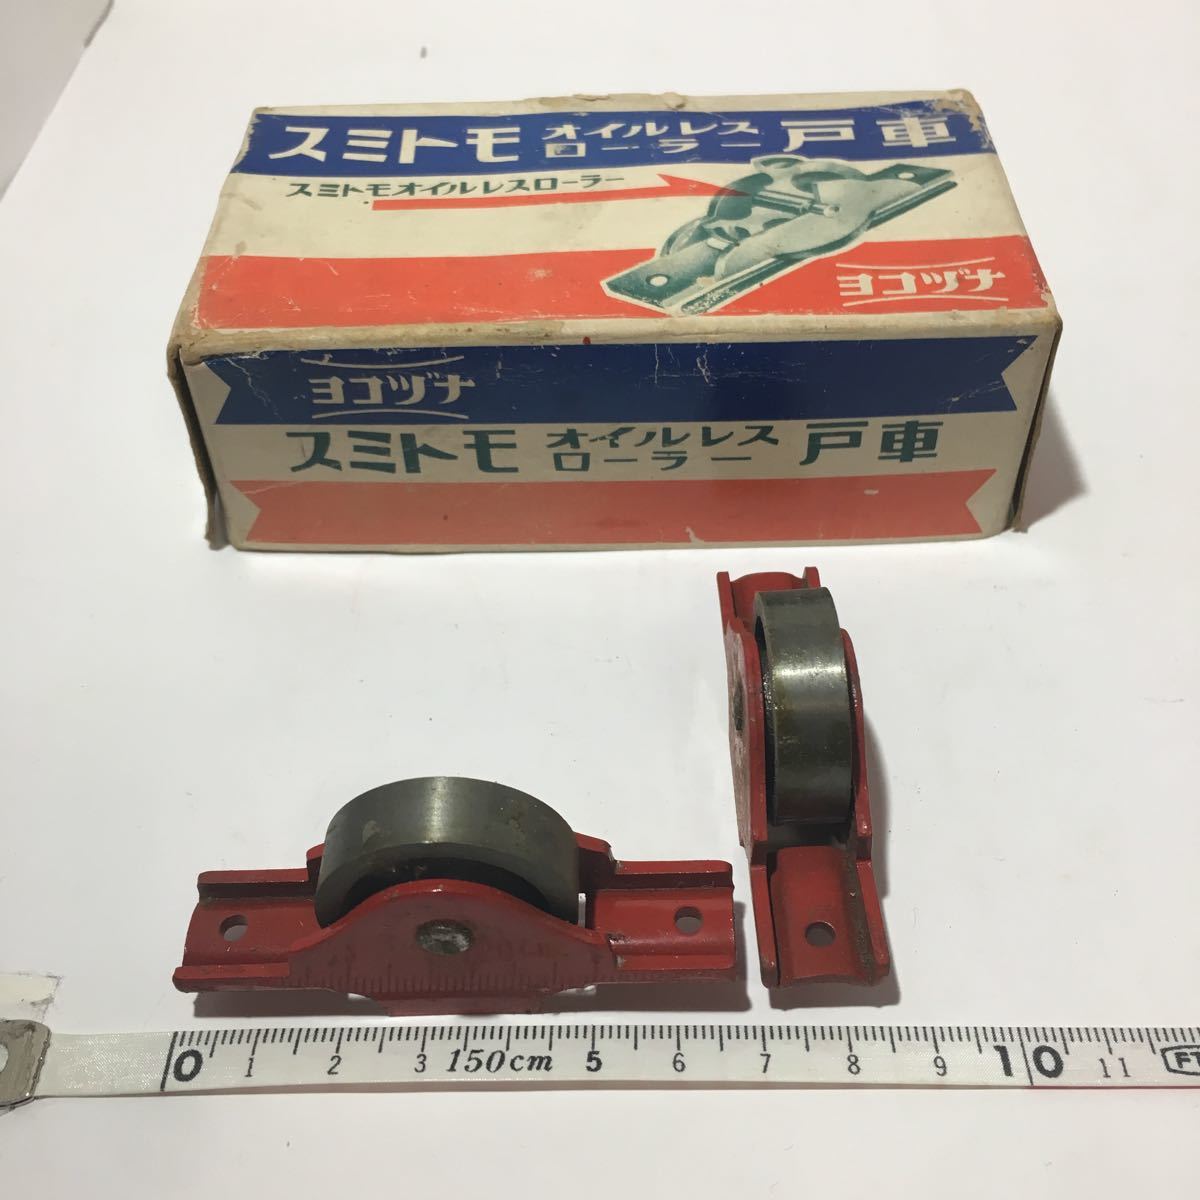 スミトモ オイルレスローラー 戸車
スミトモオイルレスローラー
ヨコヅナ
ヨコヅナ
スミトモ オイルレスローラー 戸車
0 1 2 3 150cm 5 6 7 8 9 10 11